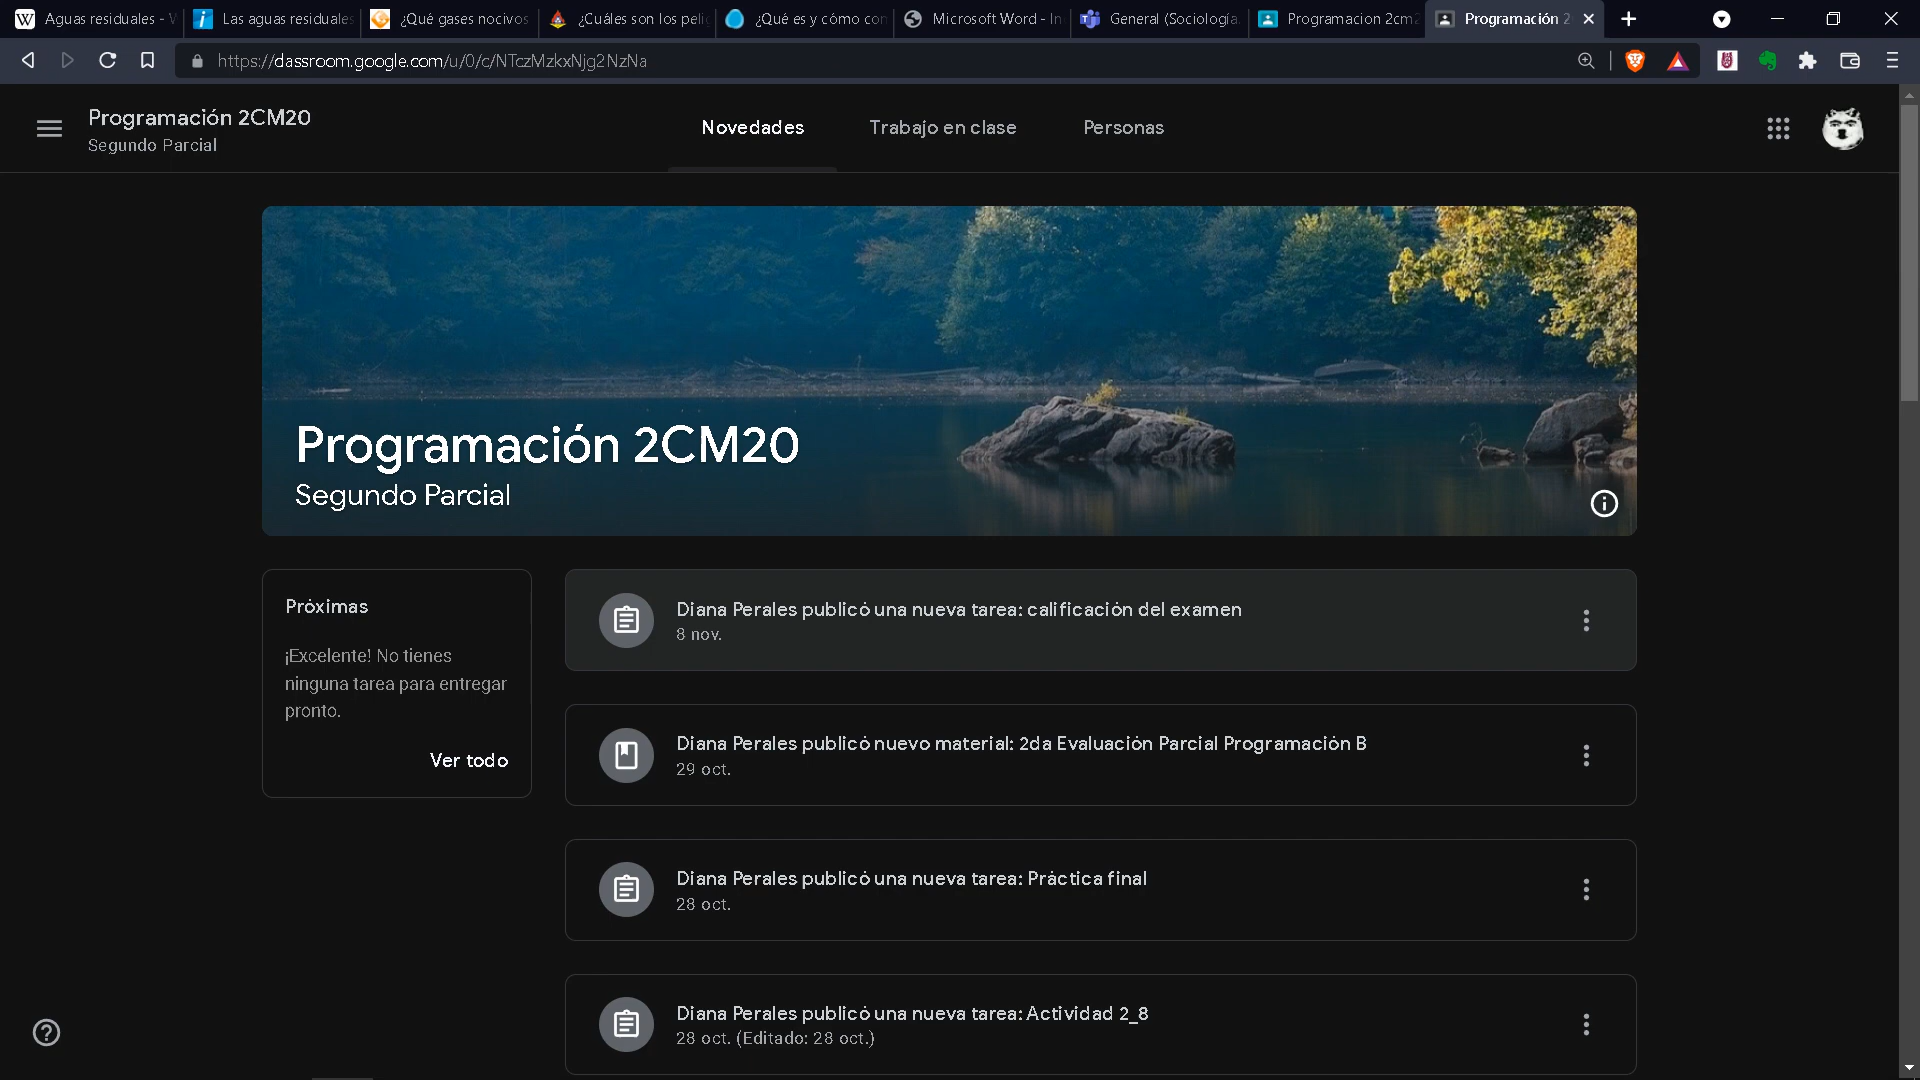 Aguas residuales -
Las aguas residuales
¿Qué gases nocivos
¿Cuáles son los
¿Qué es y cómo
Microsoft Word -
General (Sociología
Programacion 2cm2
Programación 2
https://classroom.google.com/u/0/c/NTczMzkxNjg2NzNa
Programación 2CM20
Segundo Parcial
Novedades
Trabajo en clase
Personas
Programación 2CM20
Segundo Parcial
Próximas
¡Excelente! No tienes
ninguna tarea para entregar
pronto.
Ver todo
Diana Perales publicó una nueva tarea: calificación del examen
8 nov.
Diana Perales publicó nuevo material: 2da Evaluación Parcial Programación B
29 oct.
Diana Perales publicó una nueva tarea: Práctica final
28 oct.
Diana Perales publicó una nueva tarea: Actividad 2_8
28 oct. (Editado: 28 oct.)